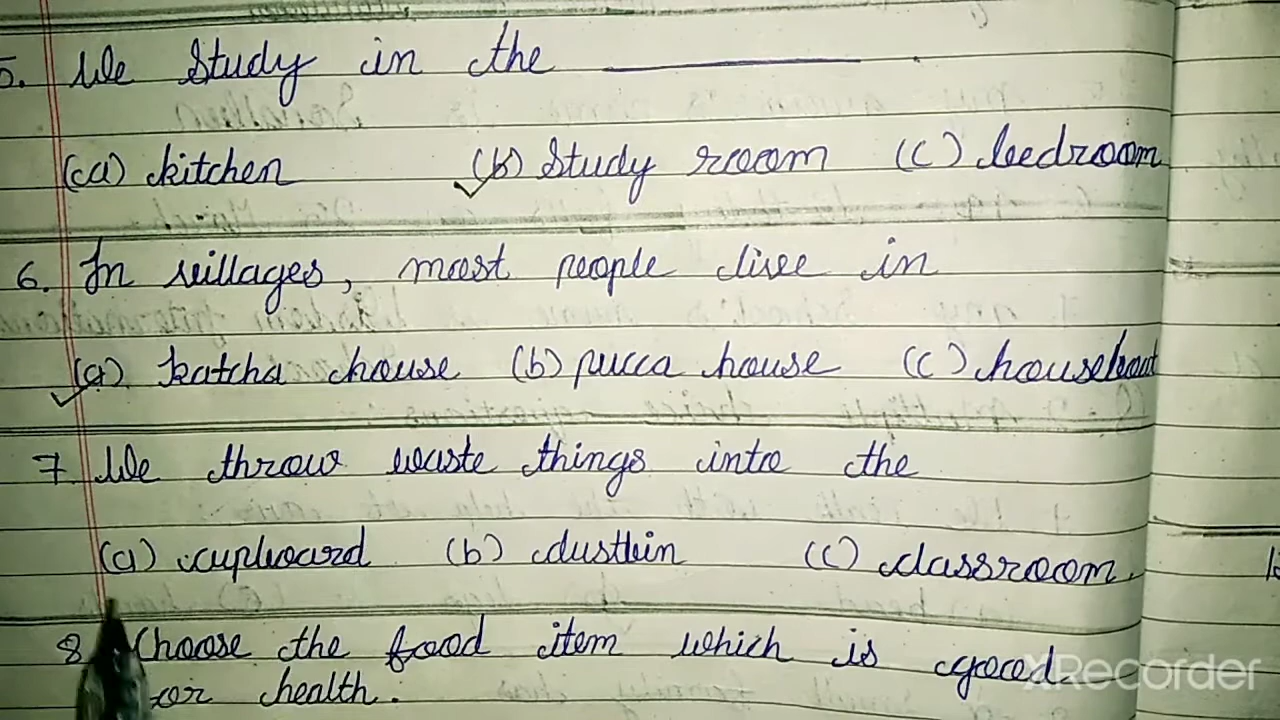 5. We Study in the ________.
(a) kitchen (b) Study room (c) bedroom
6. In villages, most people live in
(a) katcha house (b) pucca house (c) houseboat
7. We throw waste things into the
(a) cupboard (b) dustbin (c) classroom.
8. Choose the food item which is good
for health.
XRecorder